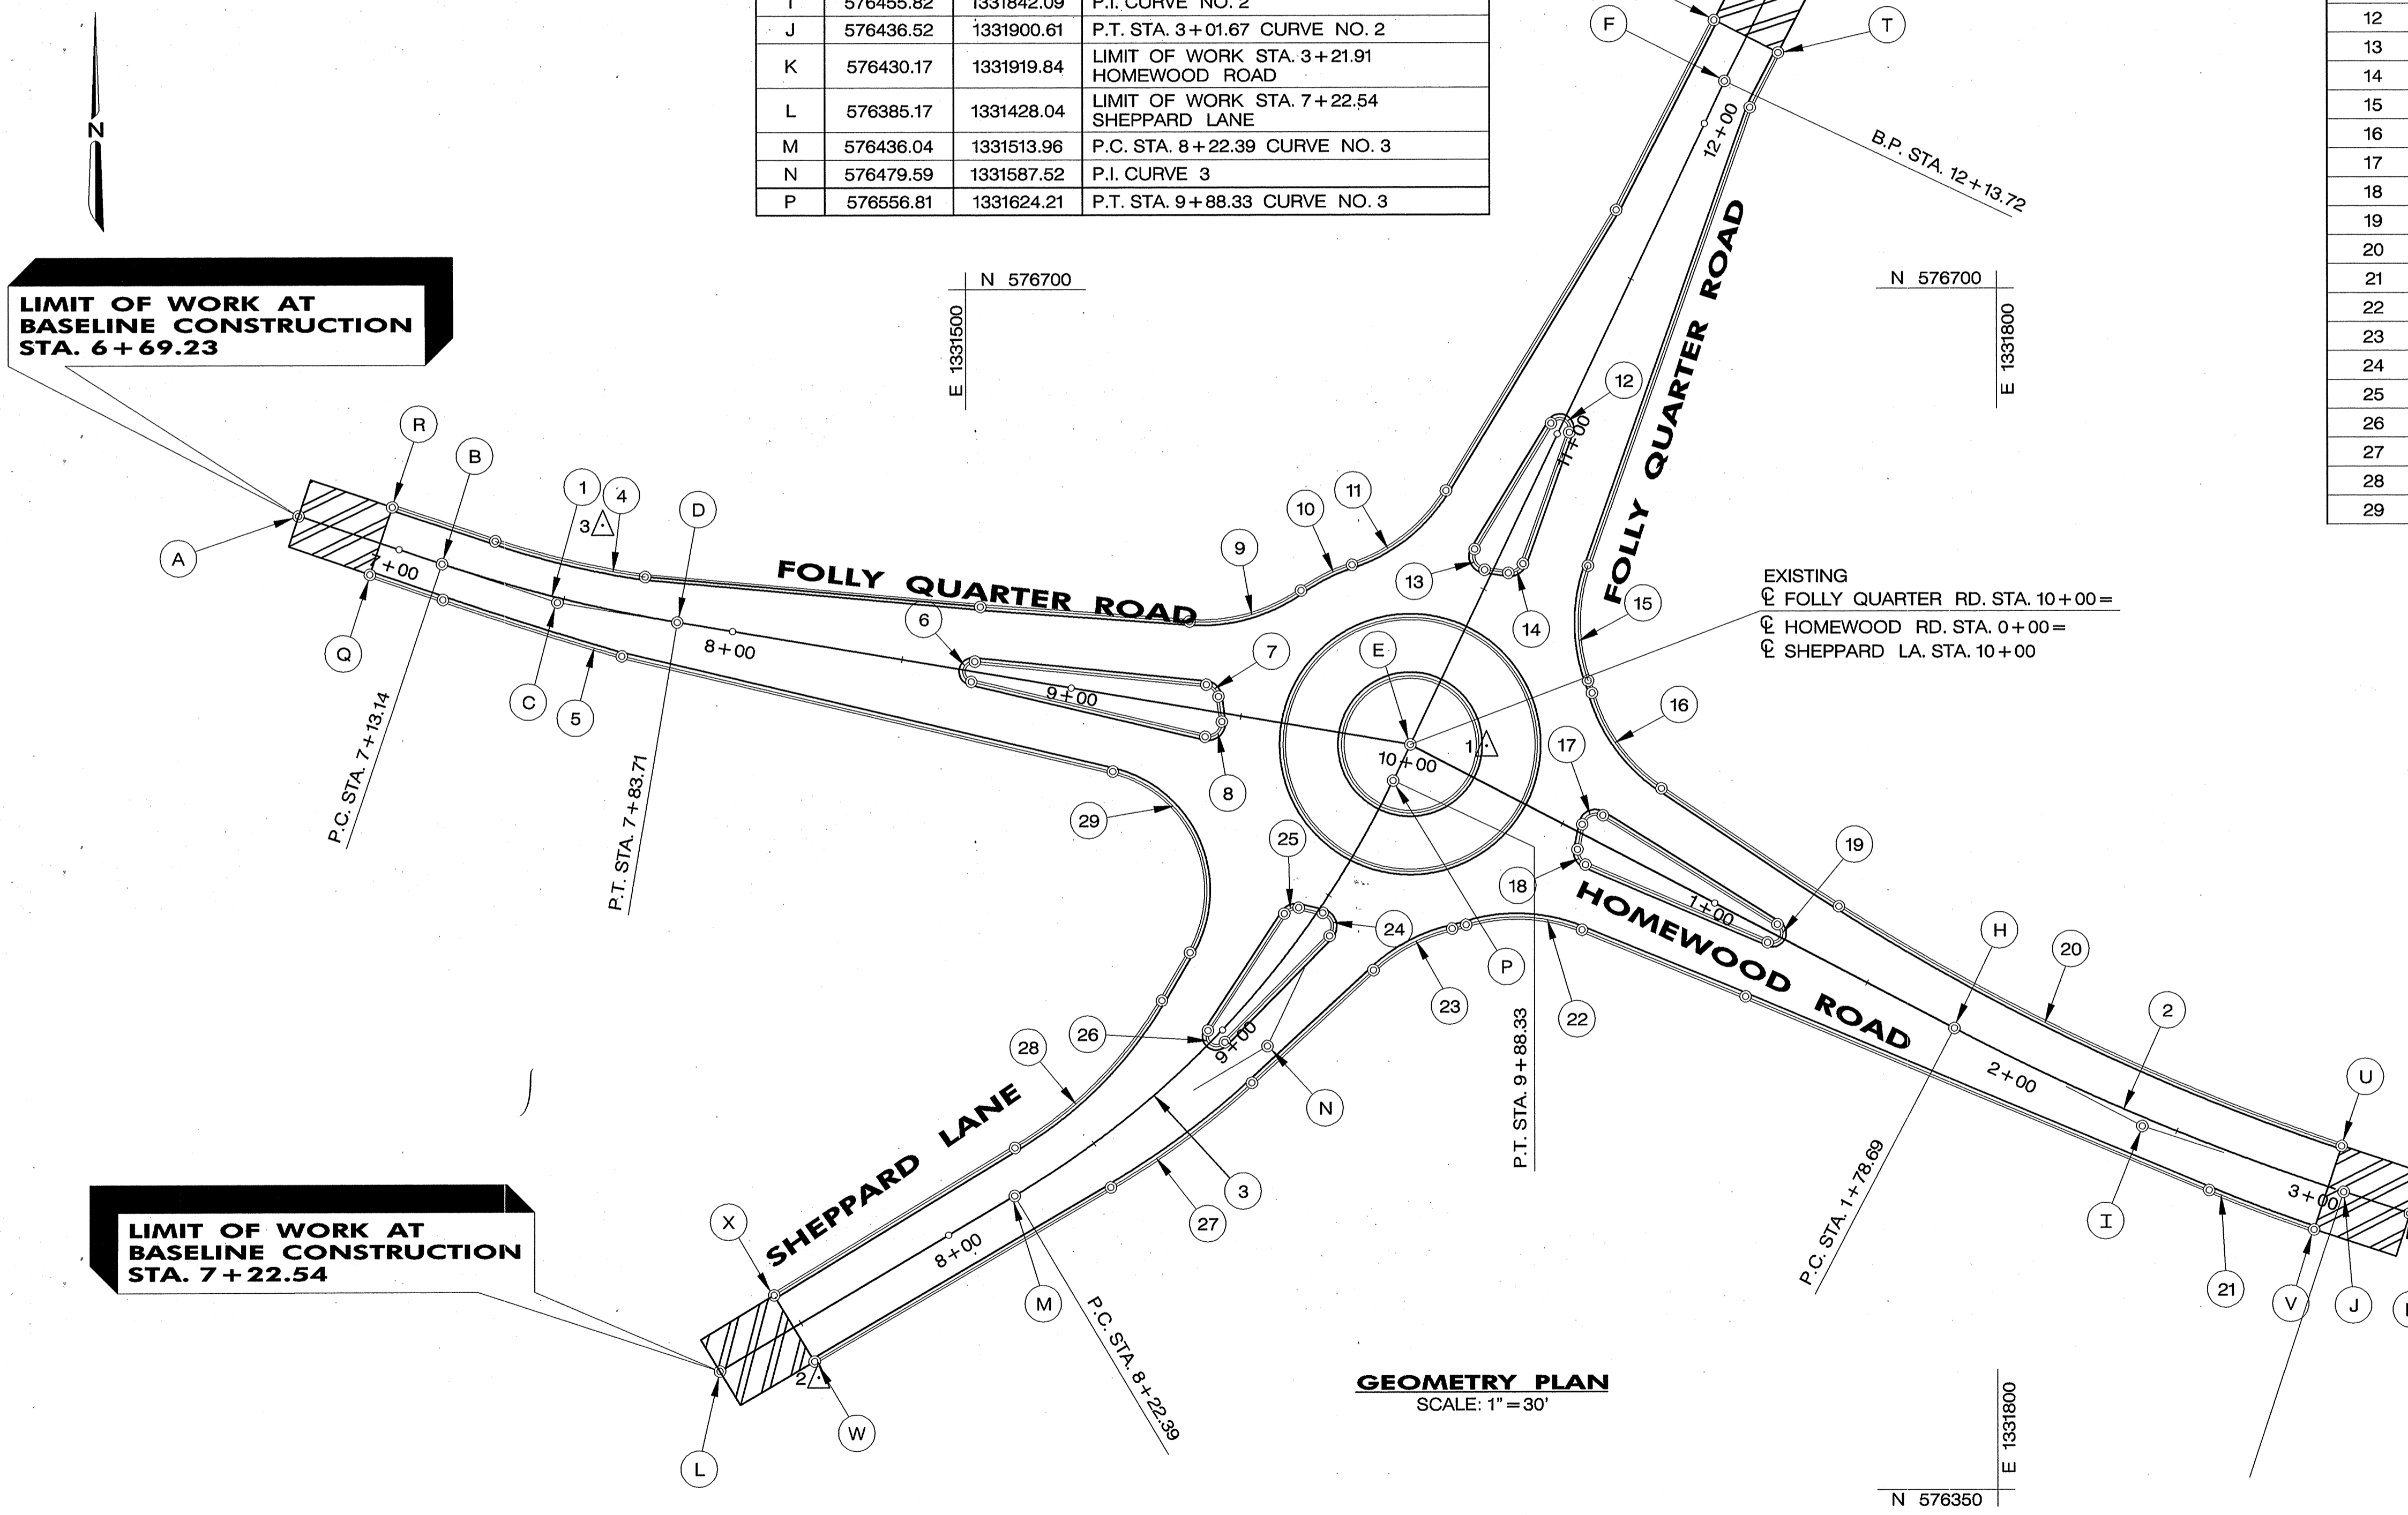 I 576455.82 1331842.09 P.I. CURVE NO. 2
J 576436.52 1331900.61 P.T. STA. 3+01.67 CURVE NO. 2
K 576430.17 1331919.84 LIMIT OF WORK STA. 3+21.91
HOMEWOOD ROAD
L 576385.17 1331428.04 LIMIT OF WORK STA. 7+22.54
SHEPPARD LANE
M 576436.04 1331513.96 P.C. STA. 8+22.39 CURVE NO. 3
N 576479.59 1331587.52 P.I. CURVE 3
P 576556.81 1331624.21 P.T. STA. 9+88.33 CURVE NO. 3
12
13
14
15
16
17
18
19
20
21
22
23
24
25
26
27
28
29
N
F
T
12+00
B.P. STA. 12+13.72
N 576700
E 1331500
N 576700
E 1331800
LIMIT OF WORK AT
BASELINE CONSTRUCTION
STA. 6+69.23
FOLLY QUARTER ROAD
12
11+00
R
B
1
4
3
D
A
7+00
Q
C
5
P.C. STA. 7+13.14
P.T. STA. 7+83.71
FOLLY QUARTER ROAD
8+00
6
9+00
7
8
9
10
11
13
14
15
16
EXISTING
℄ FOLLY QUARTER RD. STA. 10+00=
℄ HOMEWOOD RD. STA. 0+00=
℄ SHEPPARD LA. STA. 10+00
E
1
10+00
17
18
19
1+00
HOMEWOOD ROAD
29
25
24
26
9+00
P
P.T. STA. 9+88.33
23
22
N
H
20
2
2+00
U
P.C. STA. 1+78.69
I
3+00
21
V
J
28
SHEPPARD LANE
3
27
X
8+00
M
P.C. STA. 8+22.39
LIMIT OF WORK AT
BASELINE CONSTRUCTION
STA. 7+22.54
2
W
L
GEOMETRY PLAN
SCALE: 1"=30'
E 1331800
N 576350